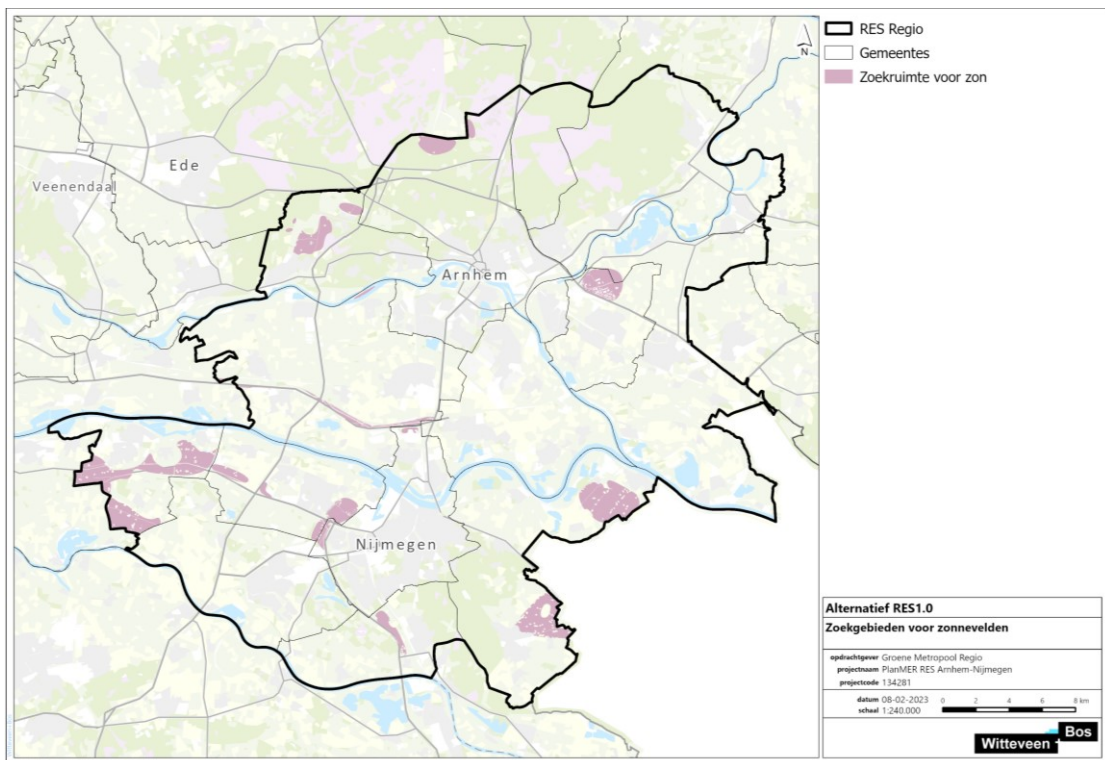 RES Regio
Gemeentes
Zoekruimte voor zon
N
Ede
Veenendaal
Arnhem
Nijmegen
Alternatief RES1.0
Zoekgebieden voor zonnevelden
opdrachtgever Groene Metropool Regio
projectnaam PlanMER RES Arnhem-Nijmegen
projectcode 134281
datum 08-02-2023
schaal 1:240.000
0 2 4 6 8 km
Witteveen + Bos